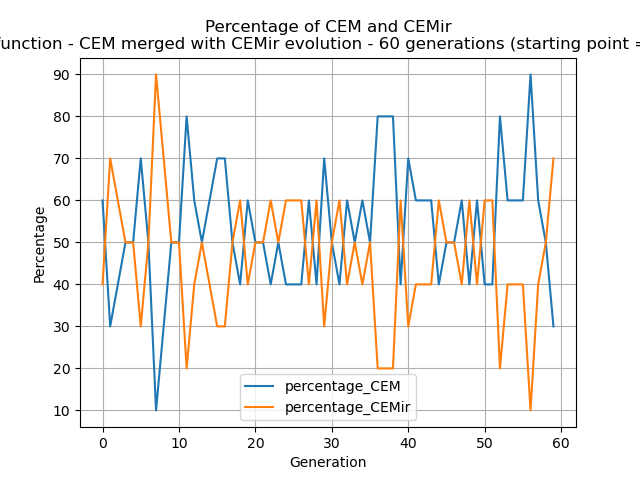 Percentage of CEM and CEMir
function - CEM merged with CEMir evolution - 60 generations (starting point =
90
80
70
60
50
40
30
20
10
Percentage
percentage_CEM
percentage_CEMir
0 10 20 30 40 50 60
Generation